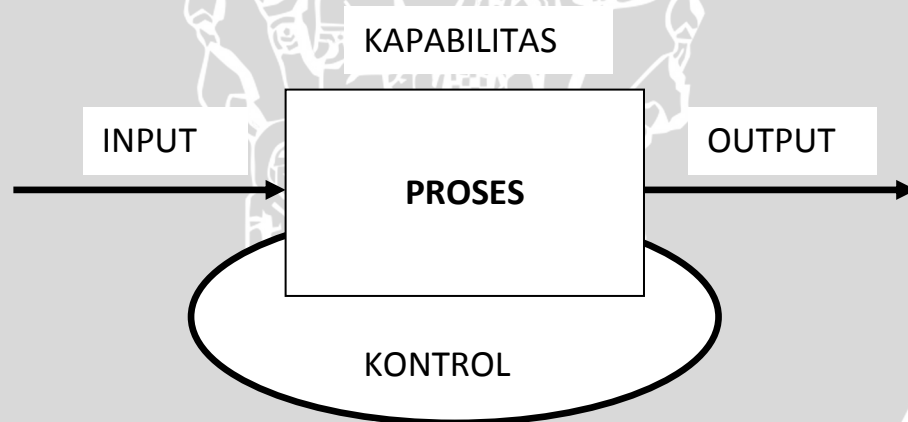 KAPABILITAS
INPUT
OUTPUT
PROSES
KONTROL